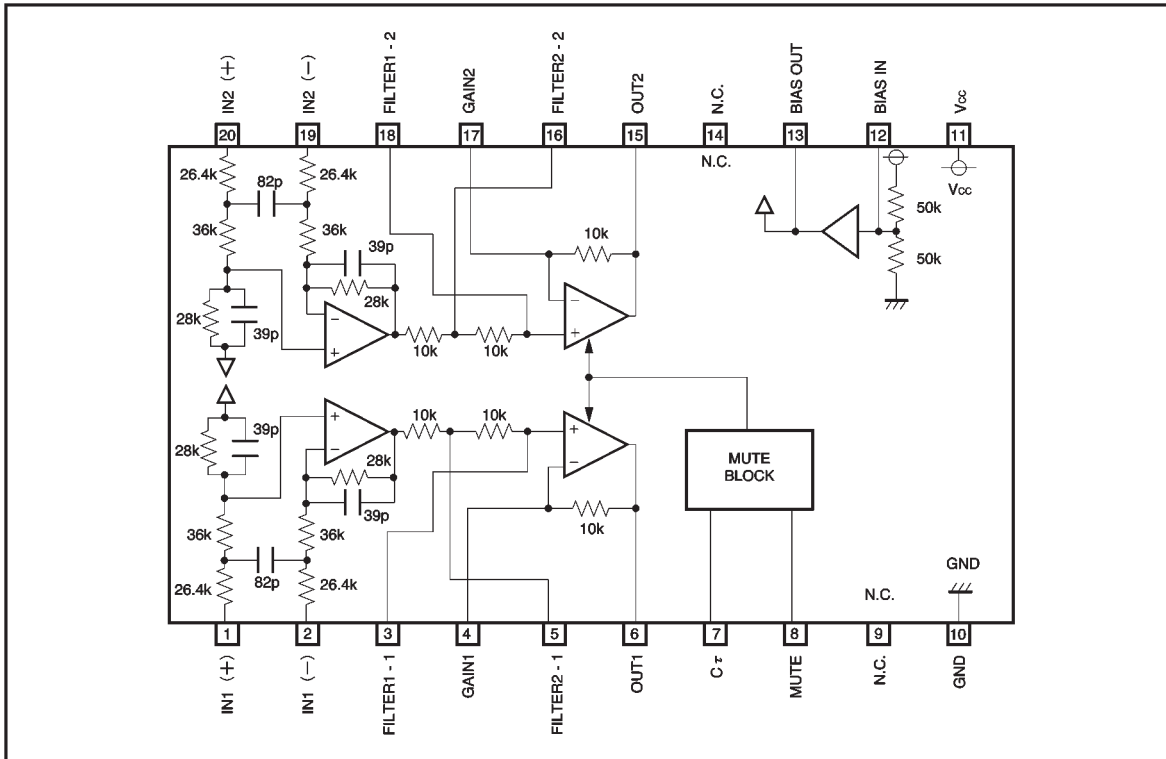 IN2 (+)
IN2 (−)
FILTER1 - 2
GAIN2
FILTER2 - 2
OUT2
N.C.
BIAS OUT
BIAS IN
Vcc
20
19
18
17
16
15
14
13
12
11
N.C.
Vcc
26.4k
82p
26.4k
50k
36k
36k
39p
10k
50k
28k
28k
39p
−
+
10k
10k
−
+
+
−
10k
10k
+
−
39p
28k
28k
MUTE
BLOCK
39p
10k
36k
36k
82p
26.4k
26.4k
GND
N.C.
1
2
3
4
5
6
7
8
9
10
IN1 (+)
IN1 (−)
FILTER1 - 1
GAIN1
FILTER2 - 1
OUT1
Cτ
MUTE
N.C.
GND